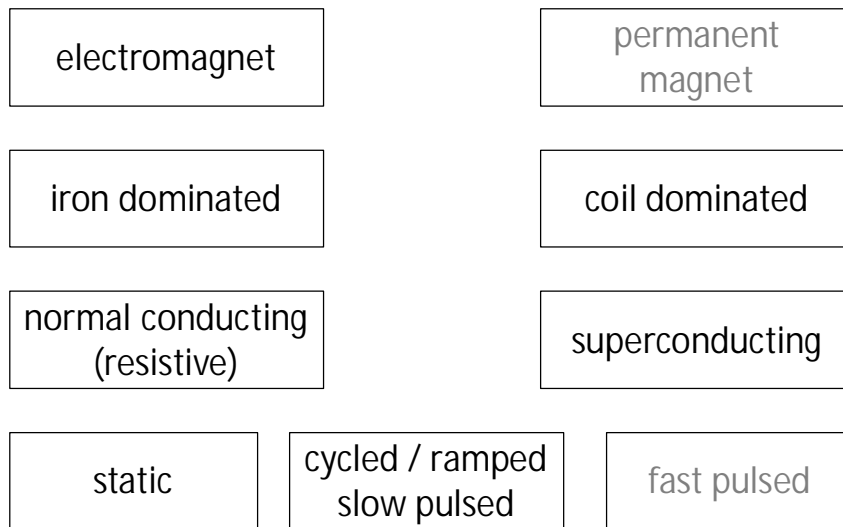 electromagnet
permanent
magnet
iron dominated
coil dominated
normal conducting
(resistive)
superconducting
static
cycled / ramped
slow pulsed
fast pulsed